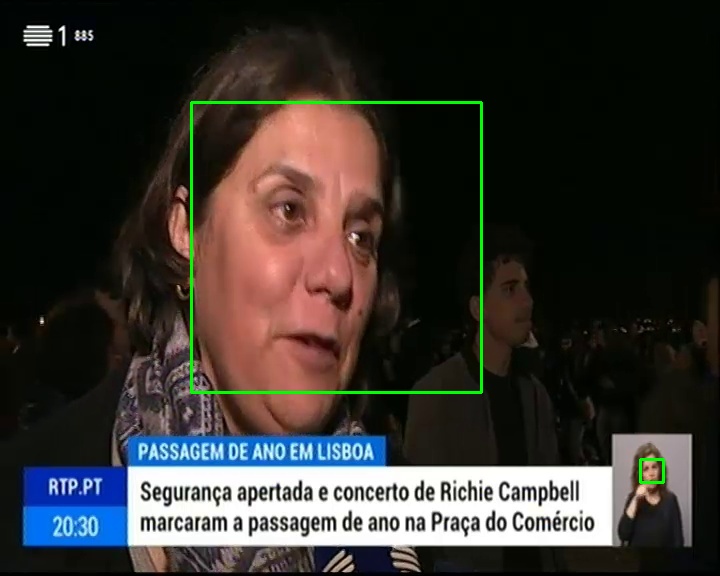 1 885
PASSAGEM DE ANO EM LISBOA
RTP.PT
20:30
Segurança apertada e concerto de Richie Campbell
marcaram a passagem de ano na Praça do Comércio